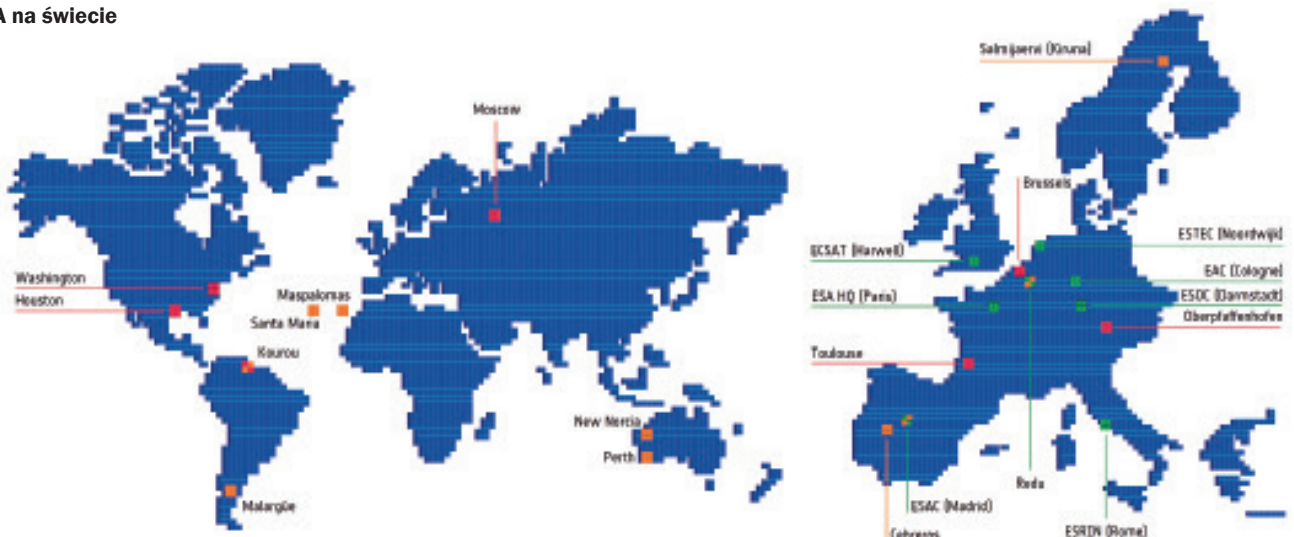 A na świecie
Moscow
Washington
Houston
Maspalomas
Santa Maria
Kourou
New Norcia
Perth
Malargüe
Salmijaervi (Kiruna)
Brussels
ECSAT (Harwell)
ESTEC (Noordwijk)
EAC (Cologne)
ESA HQ (Paris)
ESOC (Darmstadt)
Oberpfaffenhofen
Toulouse
Redu
ESAC (Madrid)
Cebreros
ESRIN (Rome)